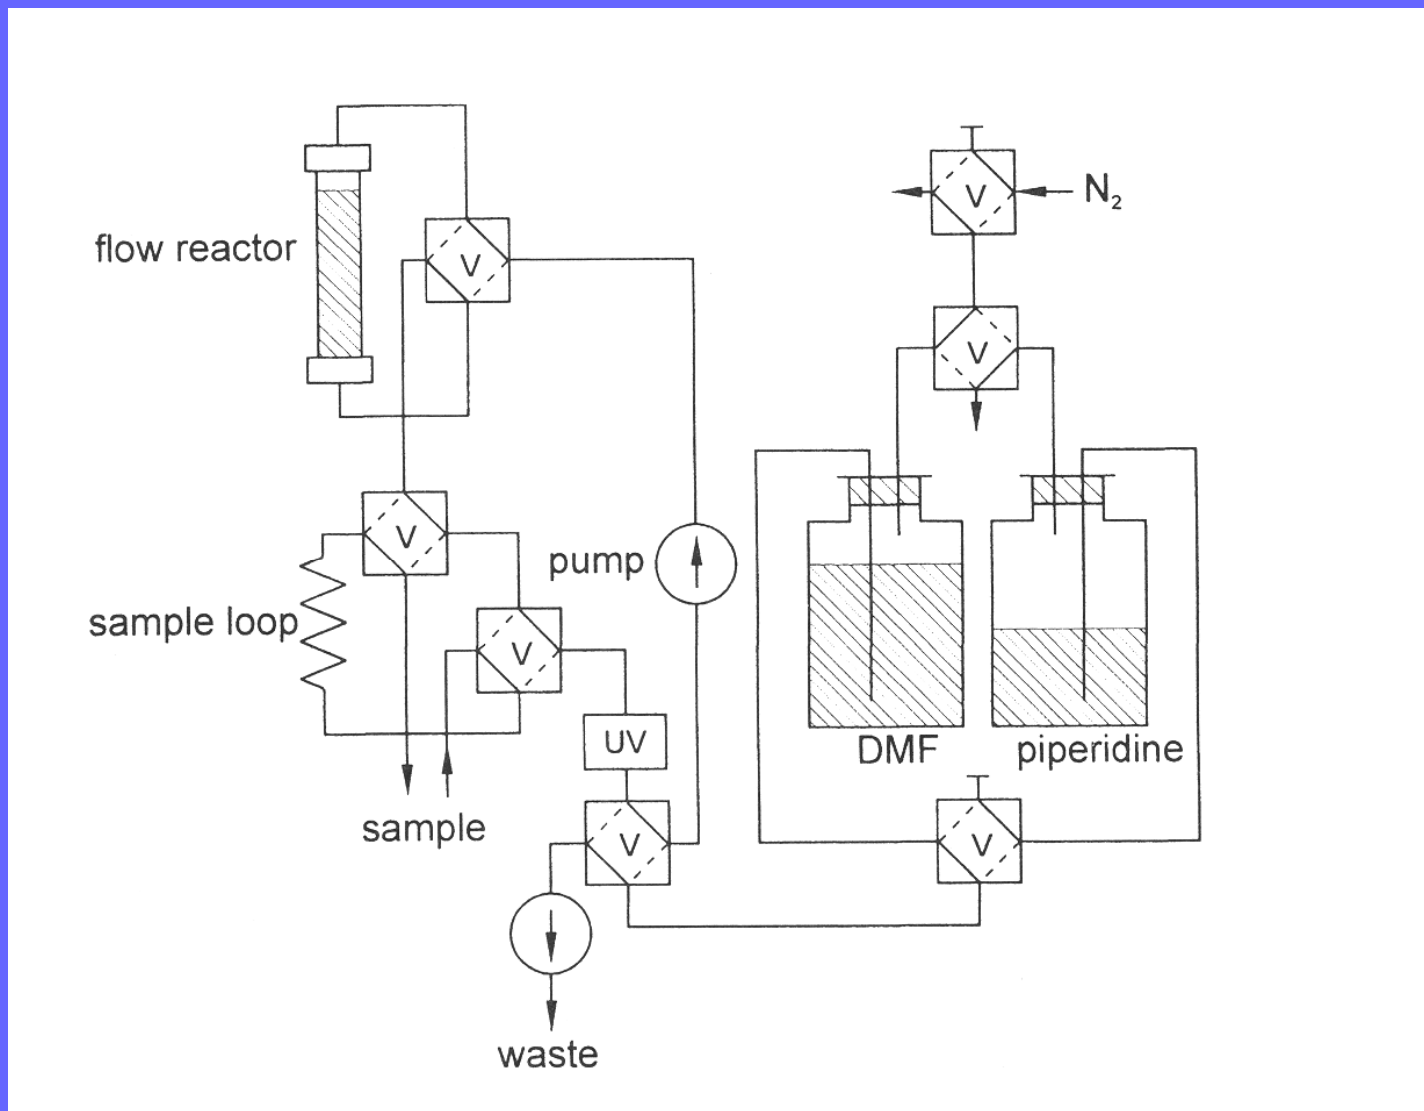 V
N₂
flow reactor
V
V
pump
V
sample loop
V
UV
DMF
piperidine
sample
V
V
waste